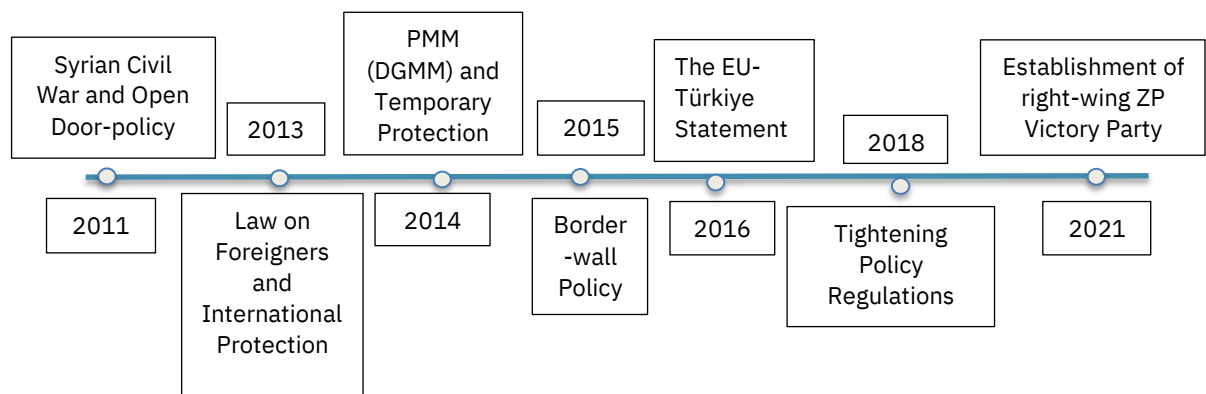 Syrian Civil
War and Open
Door-policy
2011
2013
Law on
Foreigners
and
International
Protection
PMM
(DGMM) and
Temporary
Protection
2014
2015
Border
-wall
Policy
The EU-
Türkiye
Statement
2016
2018
Tightening
Policy
Regulations
Establishment of
right-wing ZP
Victory Party
2021